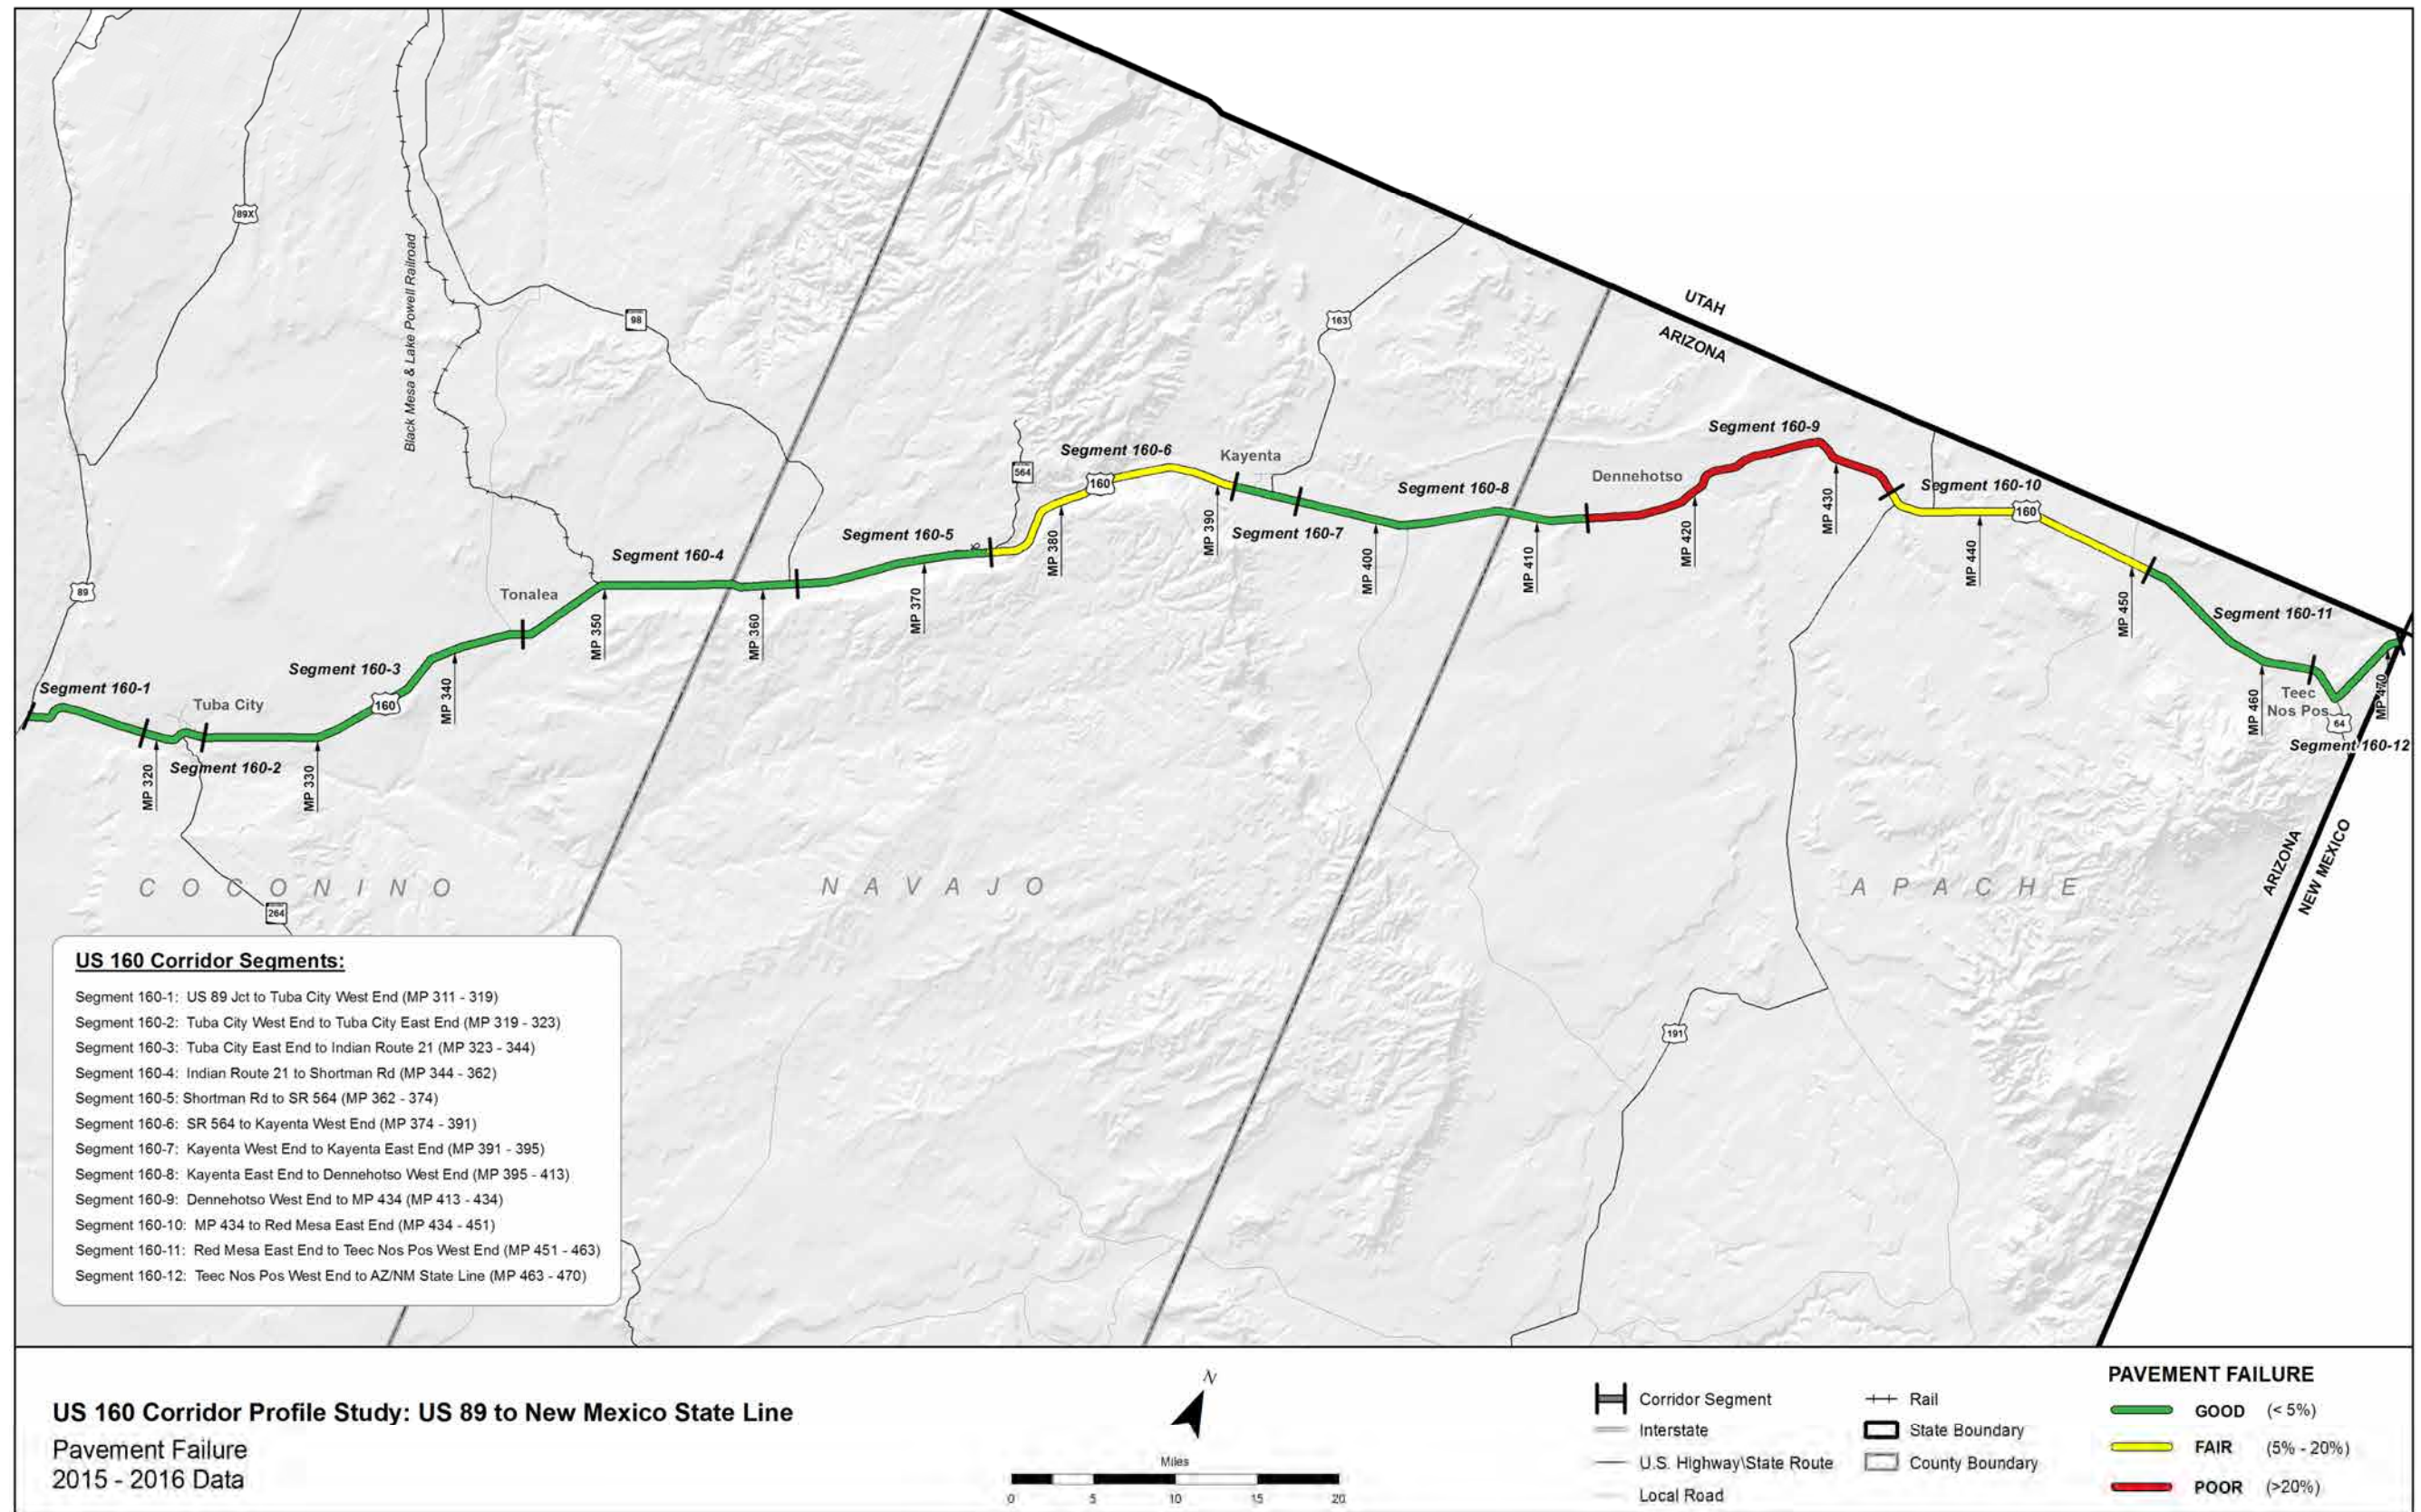 89X
Black Mesa & Lake Powell Railroad
98
163
UTAH
ARIZONA
564
Segment 160-6
160
Kayenta
Segment 160-9
Dennehotso
Segment 160-8
Segment 160-10
160
Segment 160-5
Segment 160-7
Segment 160-4
89
Tonalea
Segment 160-3
Segment 160-1
Tuba City
160
Segment 160-2
Segment 160-11
Teec
Nos Pos
64
Segment 160-12
MP 320
MP 330
MP 340
MP 350
MP 360
MP 370
MP 380
MP 390
MP 400
MP 410
MP 420
MP 430
MP 440
MP 450
MP 460
MP 470
COCONINO
NAVAJO
APACHE
264
191
ARIZONA
NEW MEXICO
US 160 Corridor Segments:
Segment 160-1: US 89 Jct to Tuba City West End (MP 311 - 319)
Segment 160-2: Tuba City West End to Tuba City East End (MP 319 - 323)
Segment 160-3: Tuba City East End to Indian Route 21 (MP 323 - 344)
Segment 160-4: Indian Route 21 to Shortman Rd (MP 344 - 362)
Segment 160-5: Shortman Rd to SR 564 (MP 362 - 374)
Segment 160-6: SR 564 to Kayenta West End (MP 374 - 391)
Segment 160-7: Kayenta West End to Kayenta East End (MP 391 - 395)
Segment 160-8: Kayenta East End to Dennehotso West End (MP 395 - 413)
Segment 160-9: Dennehotso West End to MP 434 (MP 413 - 434)
Segment 160-10: MP 434 to Red Mesa East End (MP 434 - 451)
Segment 160-11: Red Mesa East End to Teec Nos Pos West End (MP 451 - 463)
Segment 160-12: Teec Nos Pos West End to AZ/NM State Line (MP 463 - 470)
US 160 Corridor Profile Study: US 89 to New Mexico State Line
Pavement Failure
2015 - 2016 Data
N
Miles
0 5 10 15 20
Corridor Segment
Interstate
U.S. Highway\State Route
Local Road
Rail
State Boundary
County Boundary
PAVEMENT FAILURE
GOOD (< 5%)
FAIR (5% - 20%)
POOR (>20%)